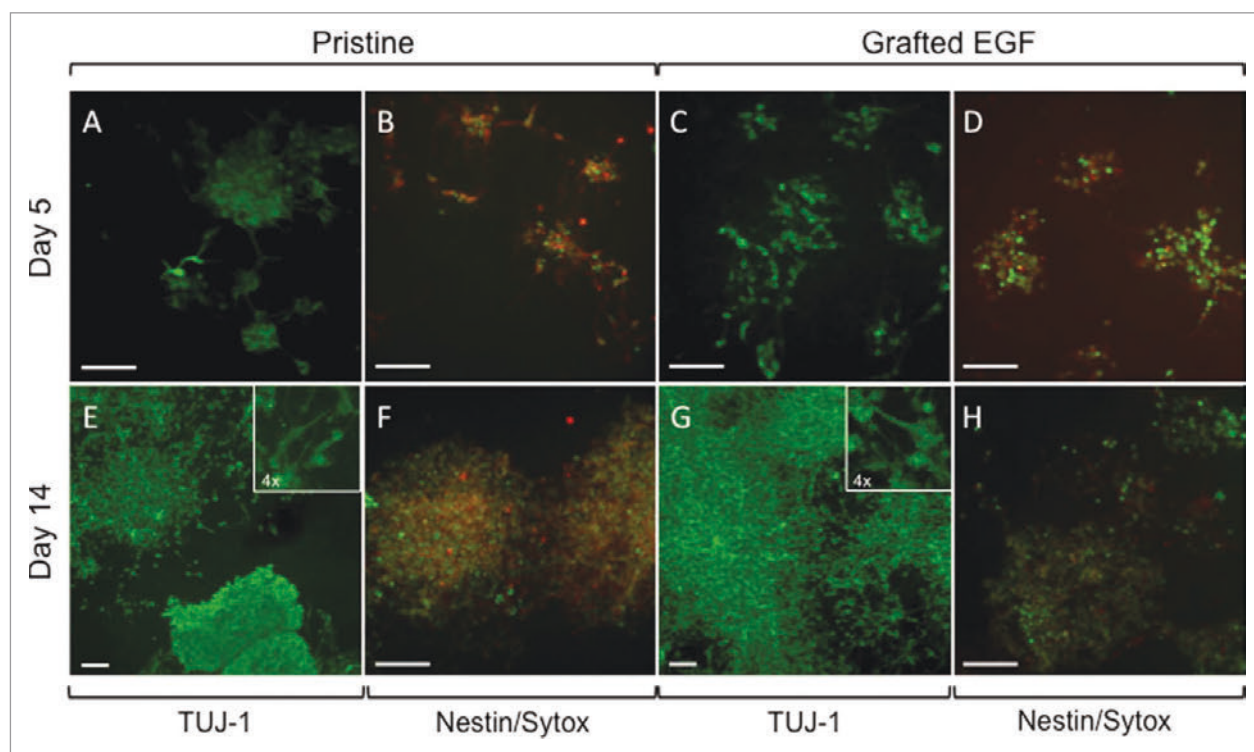 Pristine Grafted EGF
Day 5
A B C D
Day 14
E 4x F G 4x H
TUJ-1 Nestin/Sytox TUJ-1 Nestin/Sytox